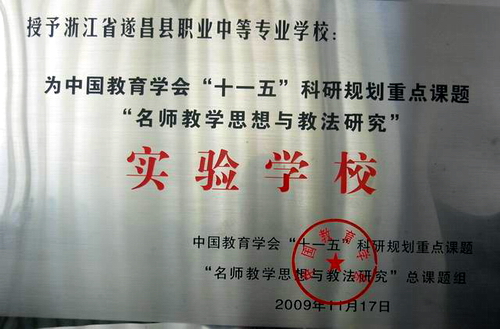 授予浙江省遂昌县职业中等专业学校：
为中国教育学会“十一五”科研规划重点课题
“名师教学思想与教法研究”
实验学校
中国教育学会“十一五”科研规划重点课题
“名师教学思想与教法研究”总课题组
2009年11月17日